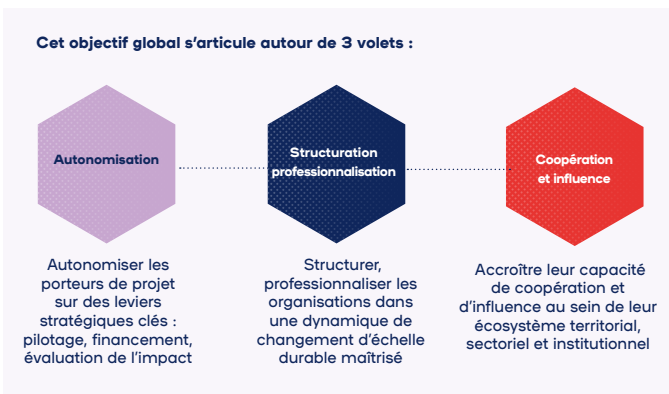 Cet objectif global s’articule autour de 3 volets :
Autonomisation
Structuration
professionnalisation
Coopération
et influence
Autonomiser les
porteurs de projet
sur des leviers
stratégiques clés :
pilotage, financement,
évaluation de l’impact
Structurer,
professionnaliser les
organisations dans
une dynamique de
changement d’échelle
durable maîtrisé
Accroître leur capacité
de coopération et
d’influence au sein de leur
écosystème territorial,
sectoriel et institutionnel